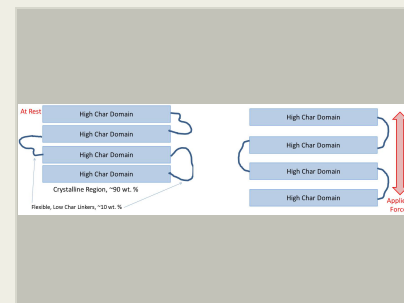 At Rest
High Char Domain
High Char Domain
High Char Domain
High Char Domain
Crystalline Region, ~90 wt. %
Flexible, Low Char Linkers, ~10 wt. %
High Char Domain
High Char Domain
High Char Domain
High Char Domain
Applie
Force